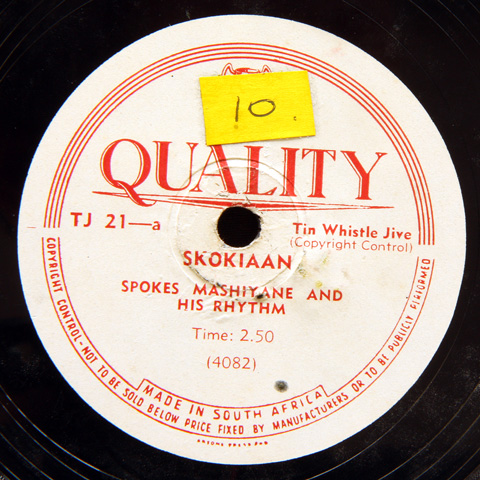 10.
QUALITY
TJ 21—a
Tin Whistle Jive
(Copyright Control)
SKOKIAAN
SPOKES MASHIYANE AND
HIS RHYTHM
Time: 2.50
(4082)
MADE IN SOUTH AFRICA
COPYRIGHT CONTROL - NOT TO BE SOLD BELOW PRICE FIXED BY MANUFACTURERS OR TO BE PUBLICLY PERFORMED